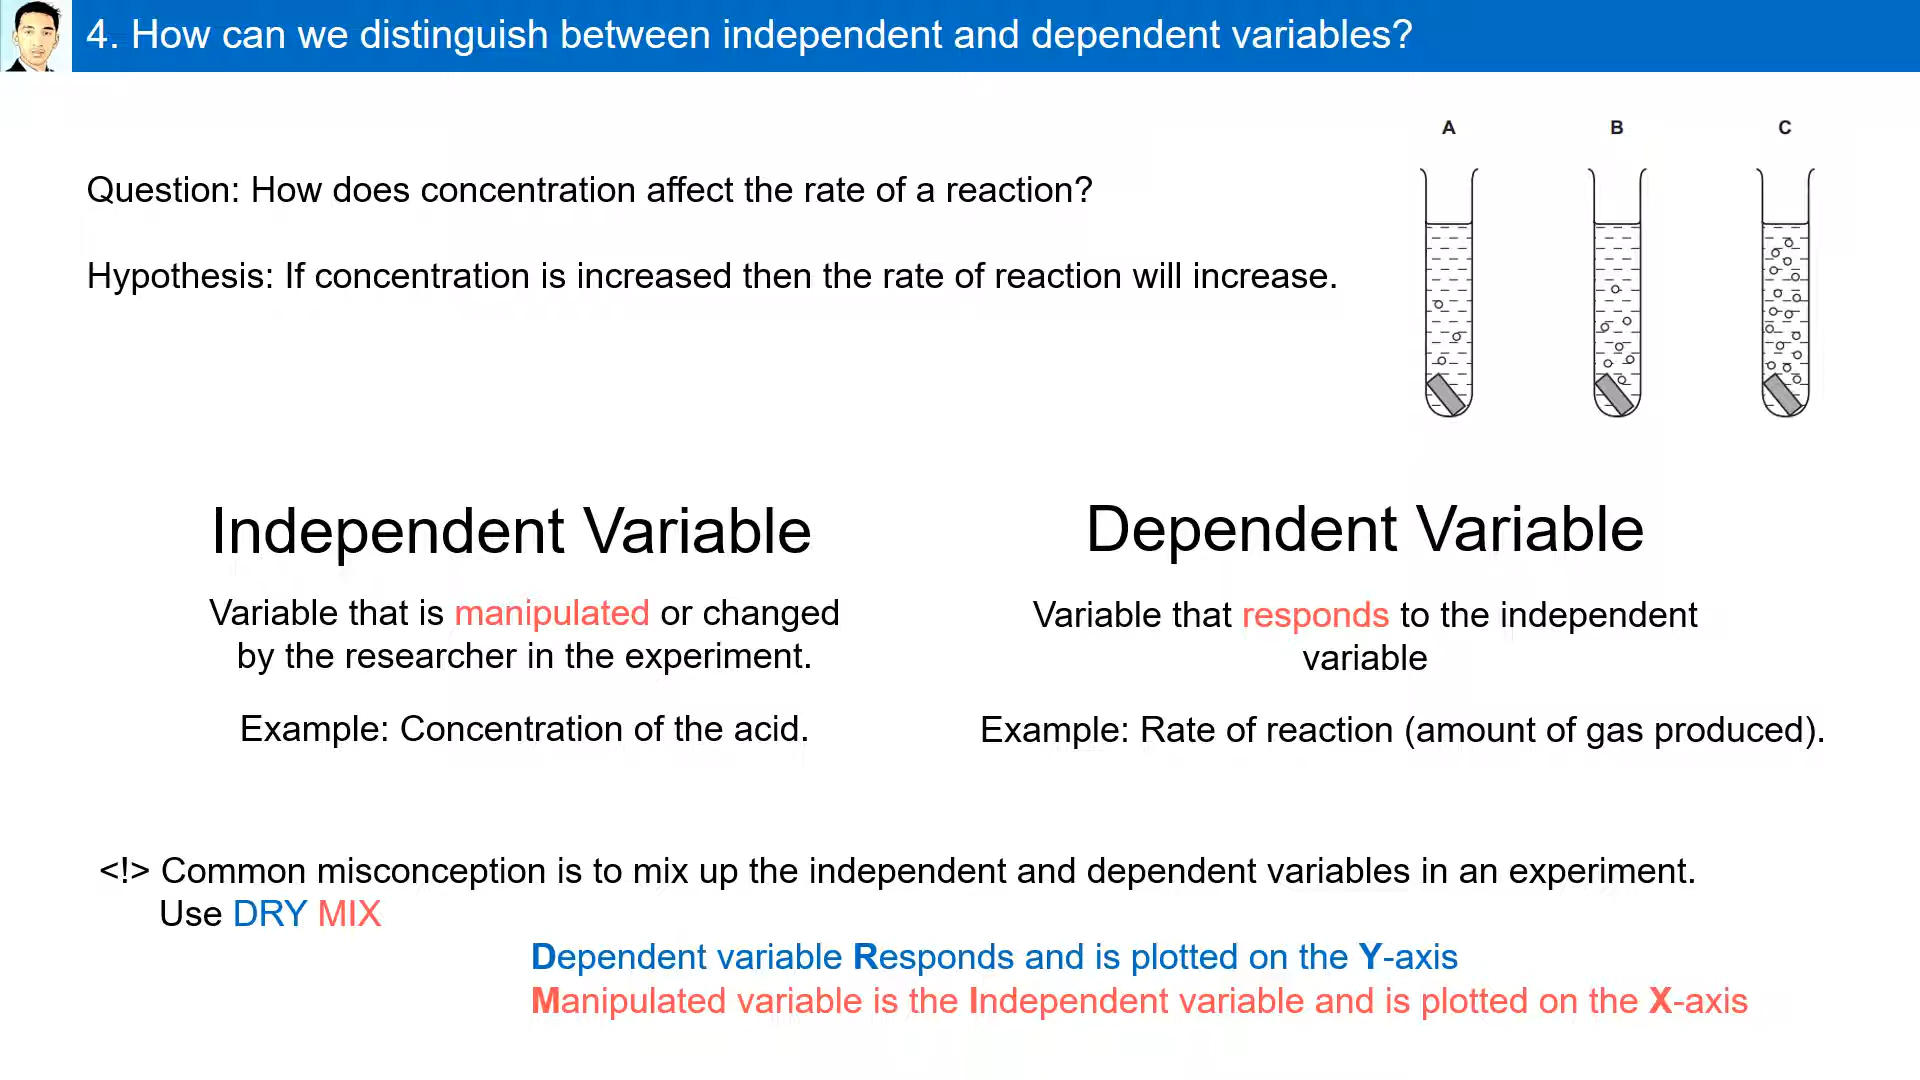 4. How can we distinguish between independent and dependent variables?
A B C
Question: How does concentration affect the rate of a reaction?
Hypothesis: If concentration is increased then the rate of reaction will increase.
Independent Variable
Variable that is manipulated or changed
by the researcher in the experiment.
Example: Concentration of the acid.
Dependent Variable
Variable that responds to the independent
variable
Example: Rate of reaction (amount of gas produced).
<!> Common misconception is to mix up the independent and dependent variables in an experiment.
Use DRY MIX
Dependent variable Responds and is plotted on the Y-axis
Manipulated variable is the Independent variable and is plotted on the X-axis